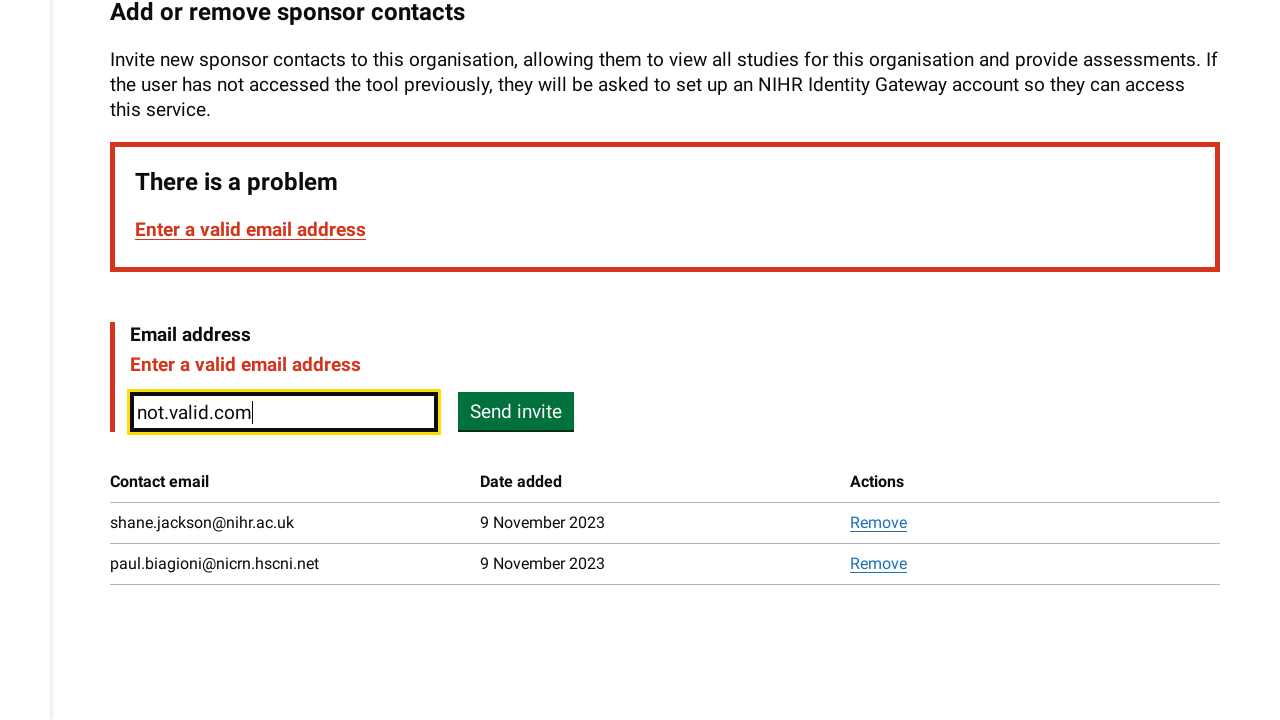 Add or remove sponsor contacts
Invite new sponsor contacts to this organisation, allowing them to view all studies for this organisation and provide assessments. If
the user has not accessed the tool previously, they will be asked to set up an NIHR Identity Gateway account so they can access
this service.
There is a problem
Enter a valid email address
Email address
Enter a valid email address
not.valid.com Send invite
Contact email Date added Actions
shane.jackson@nihr.ac.uk 9 November 2023 Remove
paul.biagioni@nicrn.hscni.net 9 November 2023 Remove